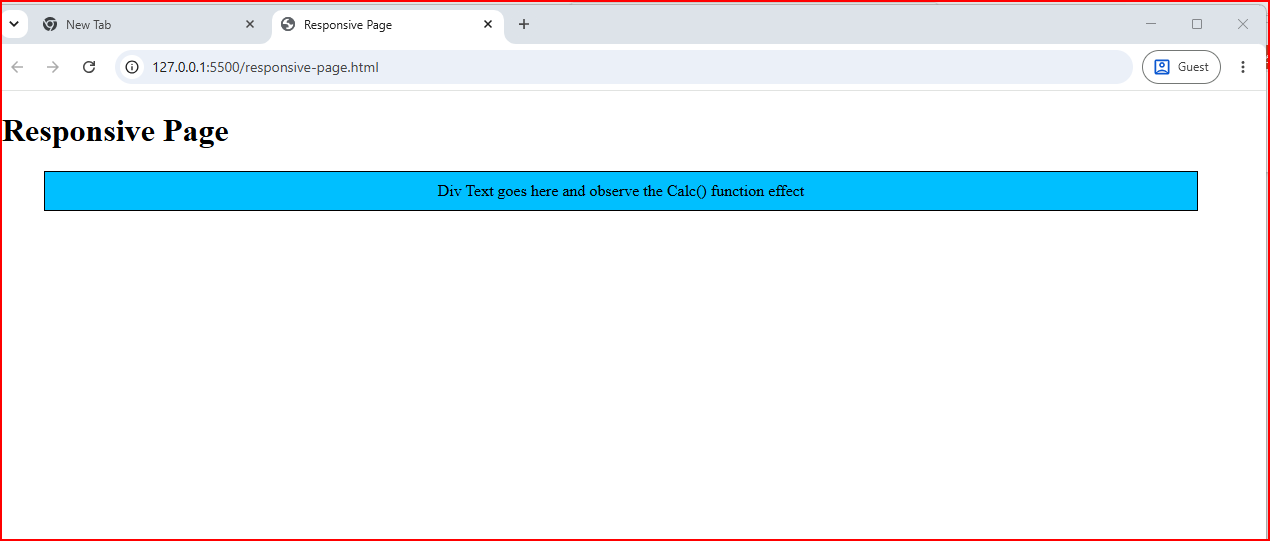 New Tab
Responsive Page
127.0.0.1:5500/responsive-page.html
Guest
Responsive Page
Div Text goes here and observe the Calc() function effect